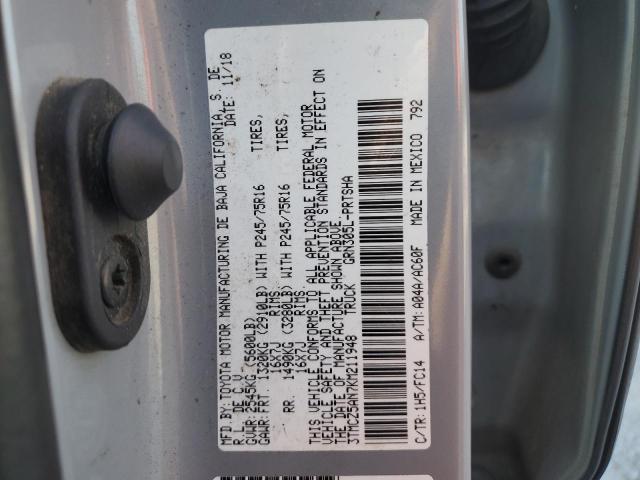 MFD.BY:TOYOTA MOTOR MANUFACTURING DE BAJA CALIFORNIA, S. DE
R.L. DE C.V. DATE: 11/18
GVWR: 2545KG (5600LB)
GAWR:FRT. 1320KG (2910LB) WITH P245/75R16 TIRES,
16X7J RIMS.
RR. 1490KG (3280LB) WITH P245/75R16 TIRES,
16X7J RIMS.
THIS VEHICLE CONFORMS TO ALL APPLICABLE FEDERAL MOTOR
VEHICLE SAFETY AND THEFT PREVENTION STANDARDS IN EFFECT ON
THE DATE OF MANUFACTURE SHOWN ABOVE.
3TMCZ5AN7KM211948 TRUCK GRN305L-PRTSHA
C/TR:1H5/FC14 A/TM:A04A/AC60F MADE IN MEXICO 792